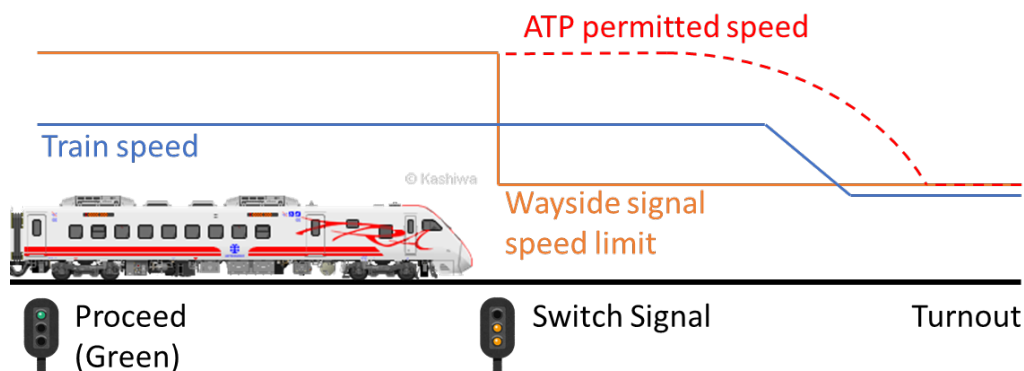 ATP permitted speed
Train speed
© Kashiwa
Wayside signal
speed limit
Proceed
(Green)
Switch Signal
Turnout